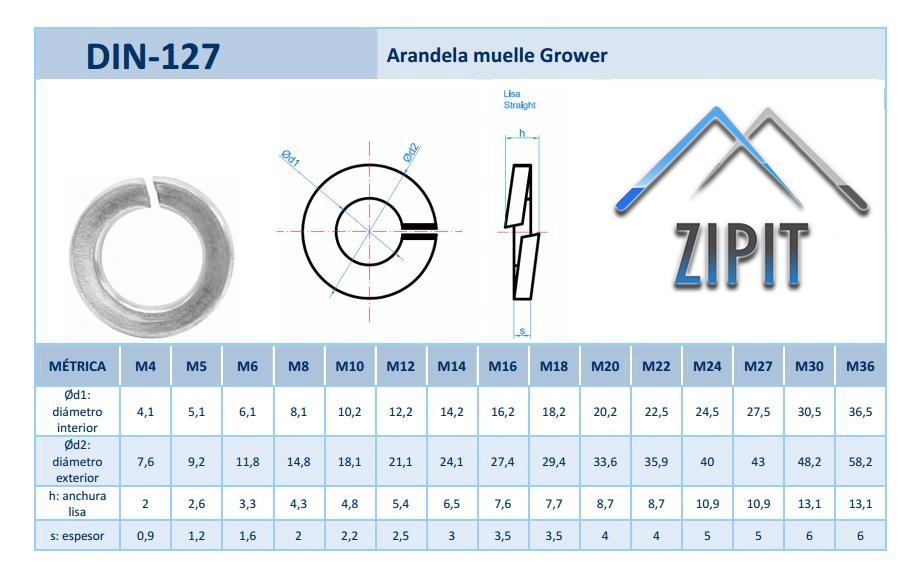 DIN-127
Arandela muelle Grower
Lisa
Straight
h
Ød1
Ød2
s
ZIPIT
MÉTRICA M4 M5 M6 M8 M10 M12 M14 M16 M18 M20 M22 M24 M27 M30 M36
Ød1:
diámetro
interior
4,1 5,1 6,1 8,1 10,2 12,2 14,2 16,2 18,2 20,2 22,5 24,5 27,5 30,5 36,5
Ød2:
diámetro
exterior
7,6 9,2 11,8 14,8 18,1 21,1 24,1 27,4 29,4 33,6 35,9 40 43 48,2 58,2
h: anchura
lisa
2 2,6 3,3 4,3 4,8 5,4 6,5 7,6 7,7 8,7 8,7 10,9 10,9 13,1 13,1
s: espesor 0,9 1,2 1,6 2 2,2 2,5 3 3,5 3,5 4 4 5 5 6 6